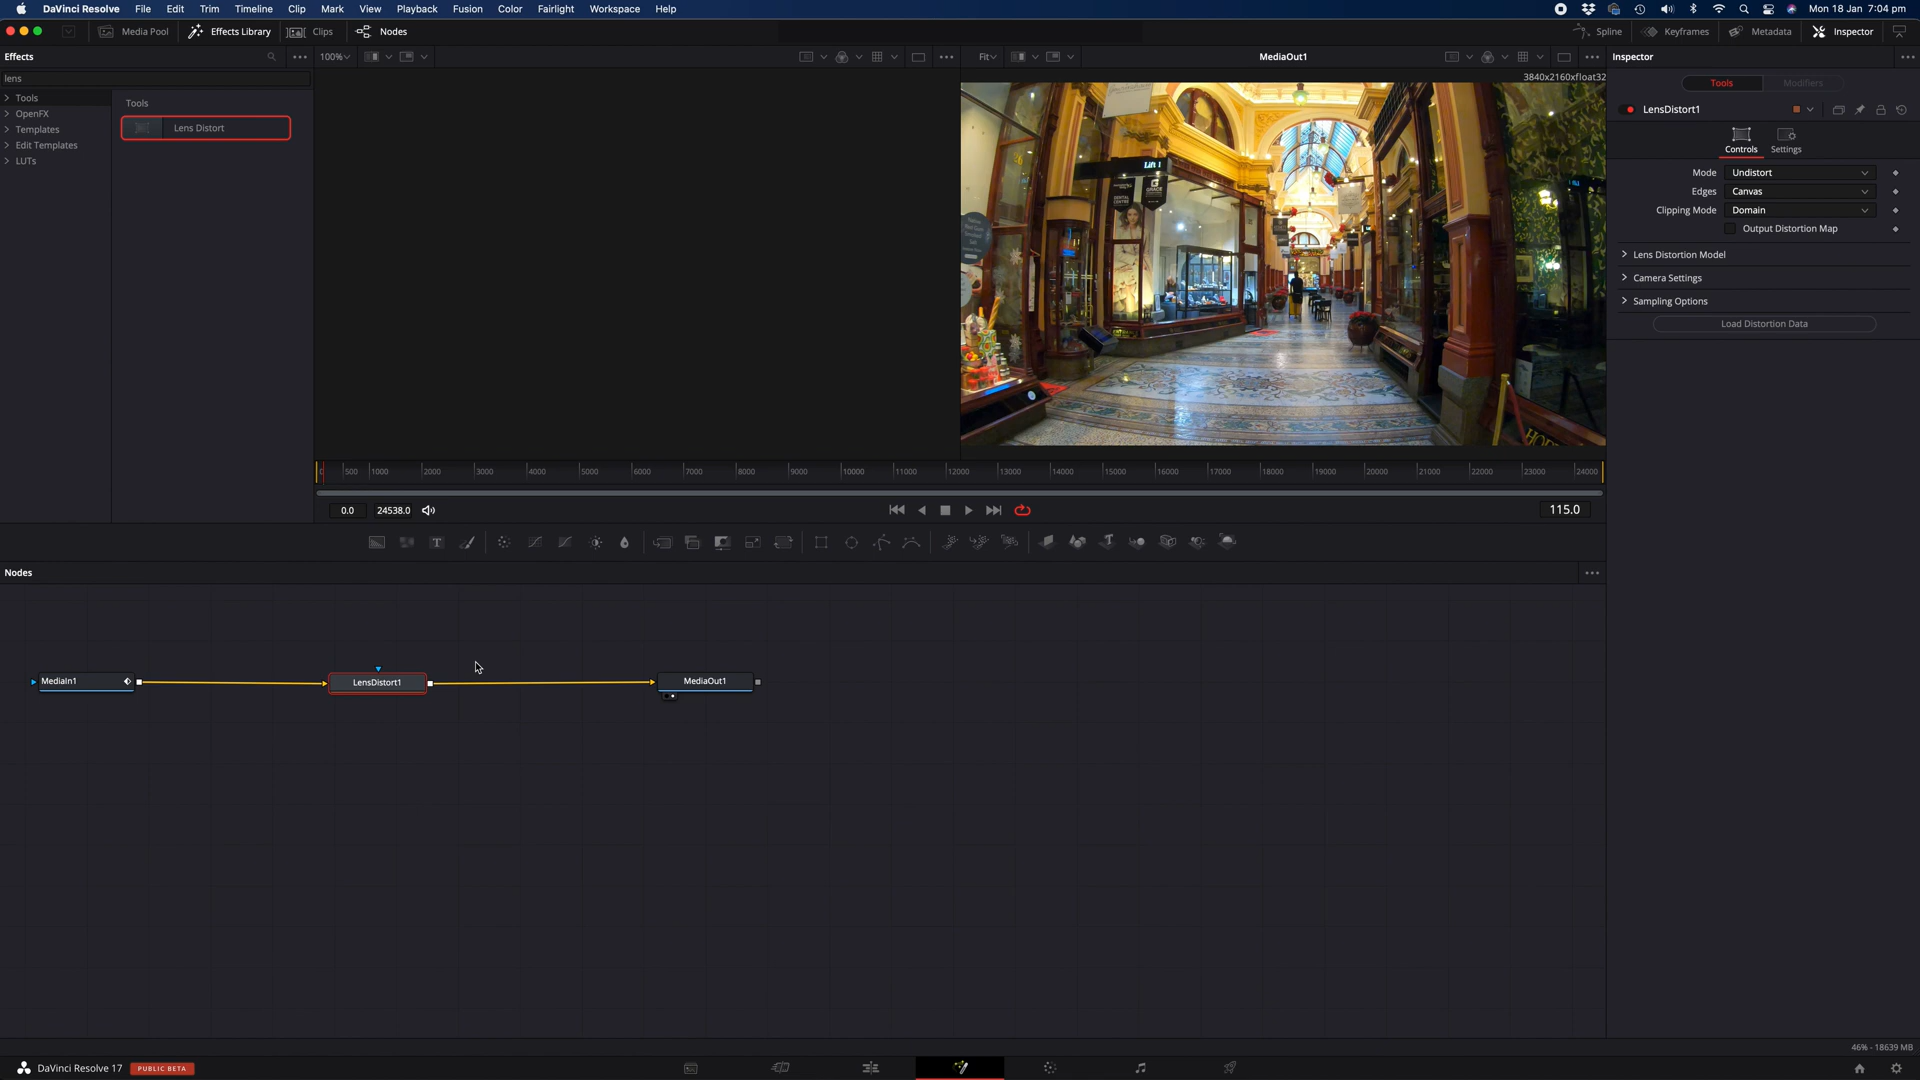 DaVinci Resolve File Edit Trim Timeline Clip Mark View Playback Fusion Color Fairlight Workspace Help Mon 18 Jan 7:04 pm
Media Pool Effects Library Clips Nodes Spline Keyframes Metadata Inspector
Effects 100% Fit MediaOut1 Inspector
lens 3840x2160xfloat32
Tools Modifiers
Tools
OpenFX
Templates
Edit Templates
LUTs
Tools
Lens Distort
Lift 1
LensDistort1
Controls Settings
Mode Undistort
Edges Canvas
Clipping Mode Domain
Output Distortion Map
Lens Distortion Model
Camera Settings
Sampling Options
Load Distortion Data
500 1000 2000 3000 4000 5000 6000 7000 8000 9000 10000 11000 12000 13000 14000 15000 16000 17000 18000 19000 20000 21000 22000 23000 24000
0.0 24538.0 115.0
Nodes
MediaIn1 LensDistort1 MediaOut1
46% - 18639 MB
DaVinci Resolve 17 PUBLIC BETA